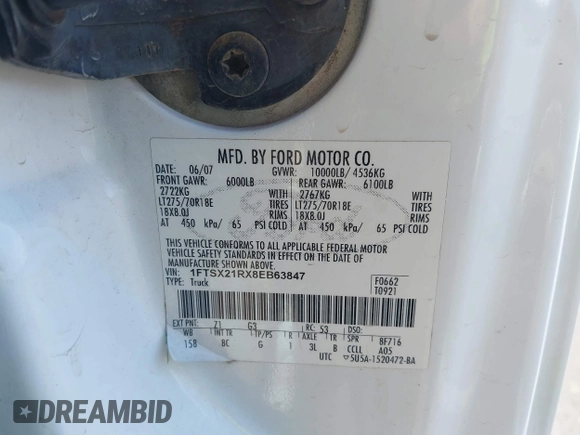 MFD. BY FORD MOTOR CO.
DATE: 06/07 GVWR: 10000LB/ 4536KG
FRONT GAWR: 6000LB REAR GAWR: 6100LB
2722KG WITH 2767KG WITH
LT275/70R18E TIRES LT275/70R18E TIRES
18X8.0J RIMS 18X8.0J RIMS
AT 450 kPa/ 65 PSI COLD AT 450 kPa/ 65 PSI COLD
THIS VEHICLE CONFORMS TO ALL APPLICABLE FEDERAL MOTOR
VEHICLE SAFETY STANDARDS IN EFFECT ON THE DATE OF
MANUFACTURE SHOWN ABOVE.
VIN: 1FTSX21RX8EB63847 F0662
TYPE: Truck T0921
EXT PNT: Z1 G3 RC: 53 DSO:
WB INT TR TP/PS R AXLE TR SPR 8F716
158 BC G 1 3L B CCLL A05
UTC 5U5A-1520472-BA
DREAMBID